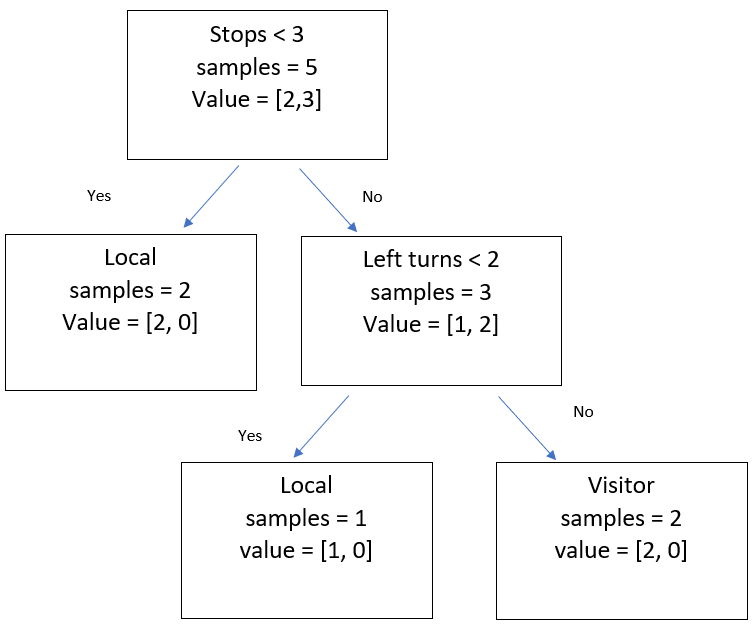 Stops < 3
samples = 5
Value = [2,3]
Yes
No
Local
samples = 2
Value = [2, 0]
Left turns < 2
samples = 3
Value = [1, 2]
Yes
No
Local
samples = 1
value = [1, 0]
Visitor
samples = 2
value = [2, 0]